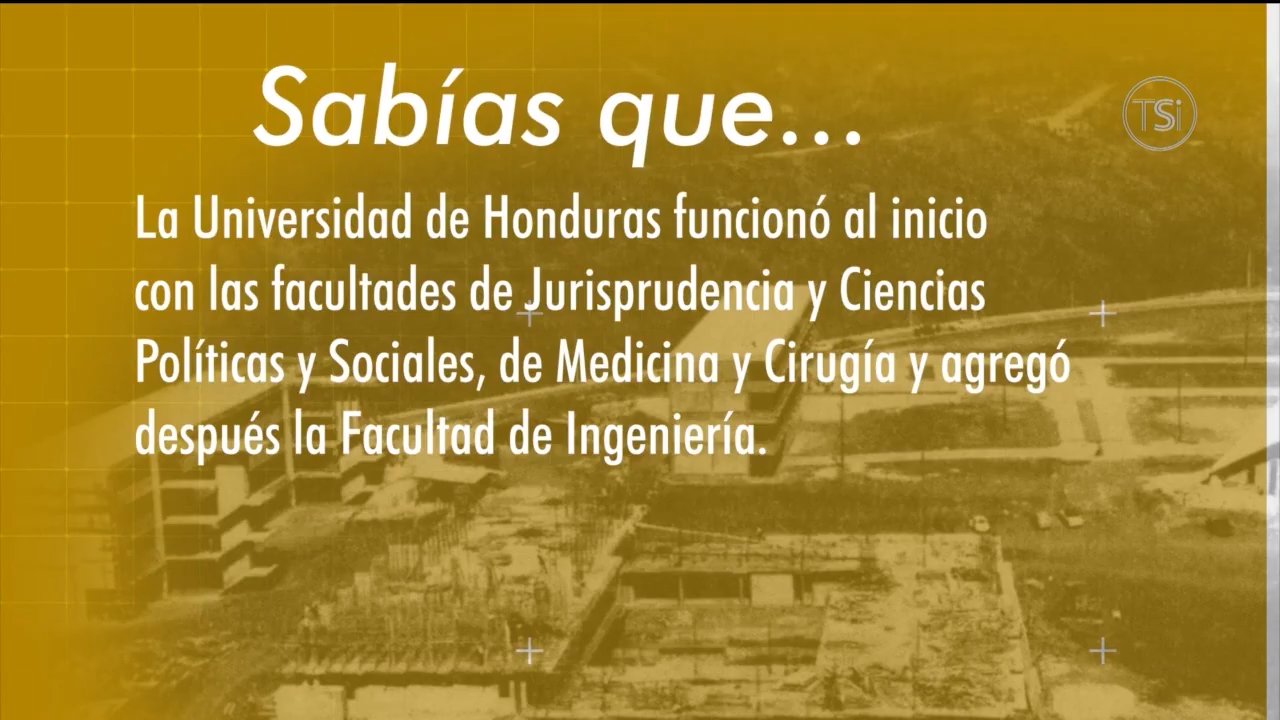 Sabías que...
TSi
La Universidad de Honduras funcionó al inicio
con las facultades de Jurisprudencia y Ciencias
Políticas y Sociales, de Medicina y Cirugía y agregó
después la Facultad de Ingeniería.